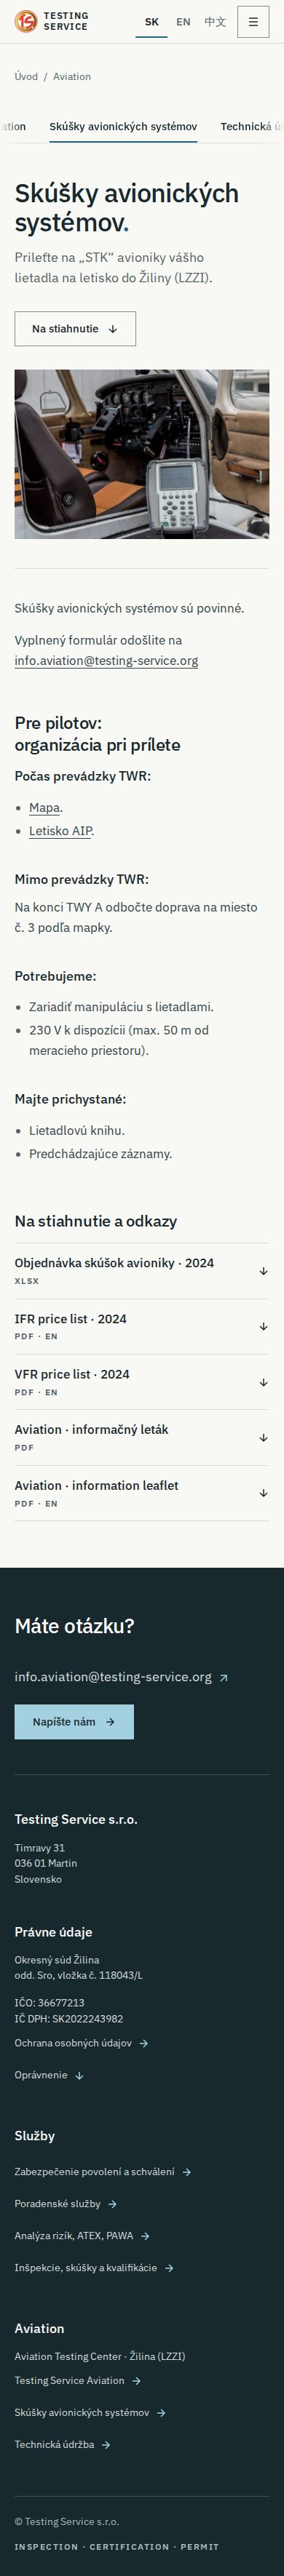 TESTING
SERVICE
SK EN 中文
Úvod / Aviation
ation Skúšky avionických systémov Technická ú
Skúšky avionických
systémov.
Prileťte na „STK“ avioniky vášho
lietadla na letisko do Žiliny (LZZI).
Na stiahnutie ↓
Skúšky avionických systémov sú povinné.
Vyplnený formulár odošlite na
info.aviation@testing-service.org
Pre pilotov:
organizácia pri prílete
Počas prevádzky TWR:
• Mapa.
• Letisko AIP.
Mimo prevádzky TWR:
Na konci TWY A odbočte doprava na miesto
č. 3 podľa mapky.
Potrebujeme:
• Zariadiť manipuláciu s lietadlami.
• 230 V k dispozícii (max. 50 m od
meracieho priestoru).
Majte prichystané:
• Lietadlovú knihu.
• Predchádzajúce záznamy.
Na stiahnutie a odkazy
Objednávka skúšok avioniky · 2024 ↓
XLSX
IFR price list · 2024 ↓
PDF · EN
VFR price list · 2024 ↓
PDF · EN
Aviation · informačný leták ↓
PDF
Aviation · information leaflet ↓
PDF · EN
Máte otázku?
info.aviation@testing-service.org ↗
Napíšte nám →
Testing Service s.r.o.
Timravy 31
036 01 Martin
Slovensko
Právne údaje
Okresný súd Žilina
odd. Sro, vložka č. 118043/L
IČO: 36677213
IČ DPH: SK2022243982
Ochrana osobných údajov →
Oprávnenie ↓
Služby
Zabezpečenie povolení a schválení →
Poradenské služby →
Analýza rizík, ATEX, PAWA →
Inšpekcie, skúšky a kvalifikácie →
Aviation
Aviation Testing Center · Žilina (LZZI)
Testing Service Aviation →
Skúšky avionických systémov →
Technická údržba →
© Testing Service s.r.o.
INSPECTION · CERTIFICATION · PERMIT